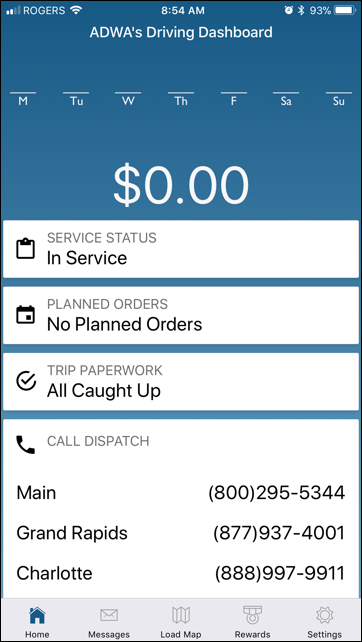 ROGERS 8:54 AM 93%
ADWA's Driving Dashboard
M Tu W Th F Sa Su
$0.00
SERVICE STATUS
In Service
PLANNED ORDERS
No Planned Orders
TRIP PAPERWORK
All Caught Up
CALL DISPATCH
Main (800)295-5344
Grand Rapids (877)937-4001
Charlotte (888)997-9911
Home Messages Load Map Rewards Settings